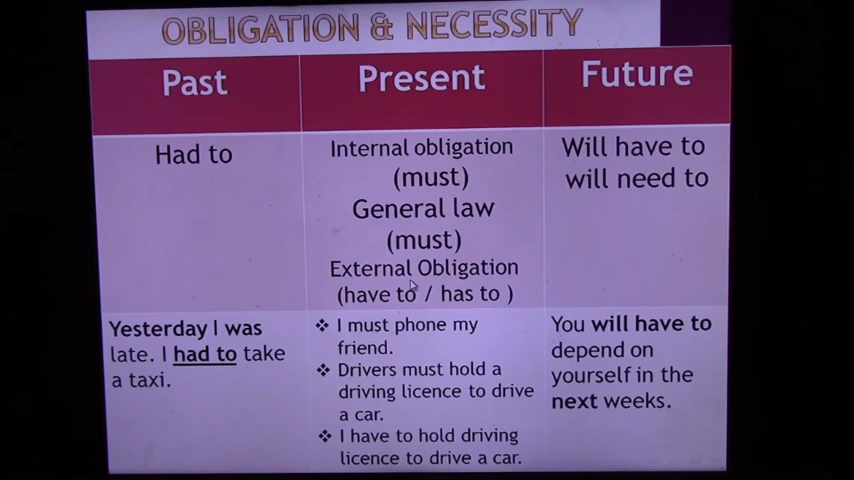 OBLIGATION & NECESSITY
Past
Present
Future
Had to
Internal obligation
(must)
General law
(must)
External Obligation
(have to / has to )
Will have to
will need to
Yesterday I was
late. I had to take
a taxi.
❖ I must phone my
friend.
❖ Drivers must hold a
driving licence to drive
a car.
❖ I have to hold driving
licence to drive a car.
You will have to
depend on
yourself in the
next weeks.